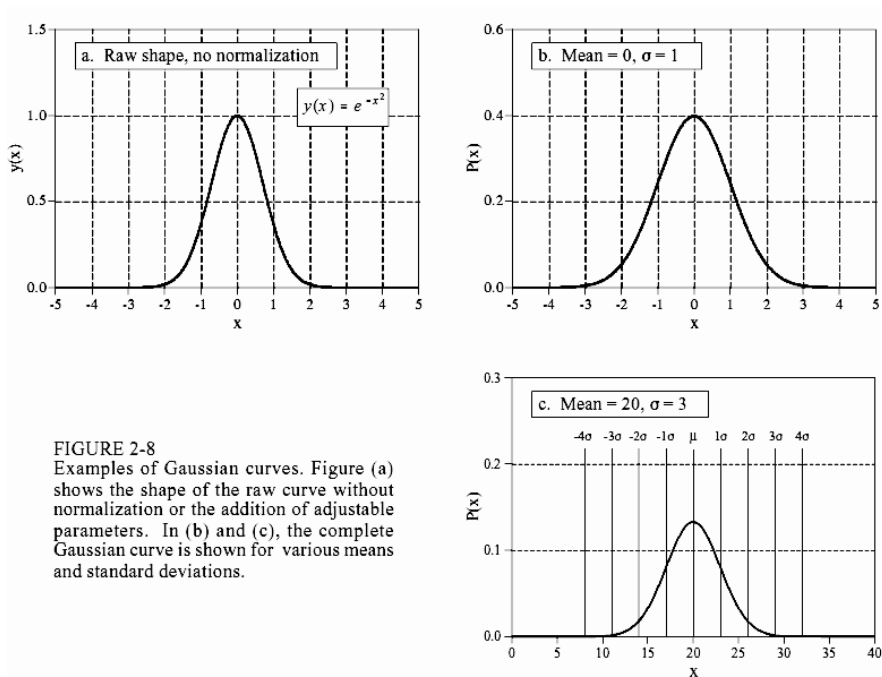 a. Raw shape, no normalization
y(x) = e^-x²
y(x)
1.5
1.0
0.5
0.0
-5 -4 -3 -2 -1 0 1 2 3 4 5
x
b. Mean = 0, σ = 1
P(x)
0.6
0.4
0.2
0.0
-5 -4 -3 -2 -1 0 1 2 3 4 5
x
FIGURE 2-8
Examples of Gaussian curves. Figure (a)
shows the shape of the raw curve without
normalization or the addition of adjustable
parameters. In (b) and (c), the complete
Gaussian curve is shown for various means
and standard deviations.
c. Mean = 20, σ = 3
-4σ -3σ -2σ -1σ μ 1σ 2σ 3σ 4σ
P(x)
0.3
0.2
0.1
0.0
0 5 10 15 20 25 30 35 40
x